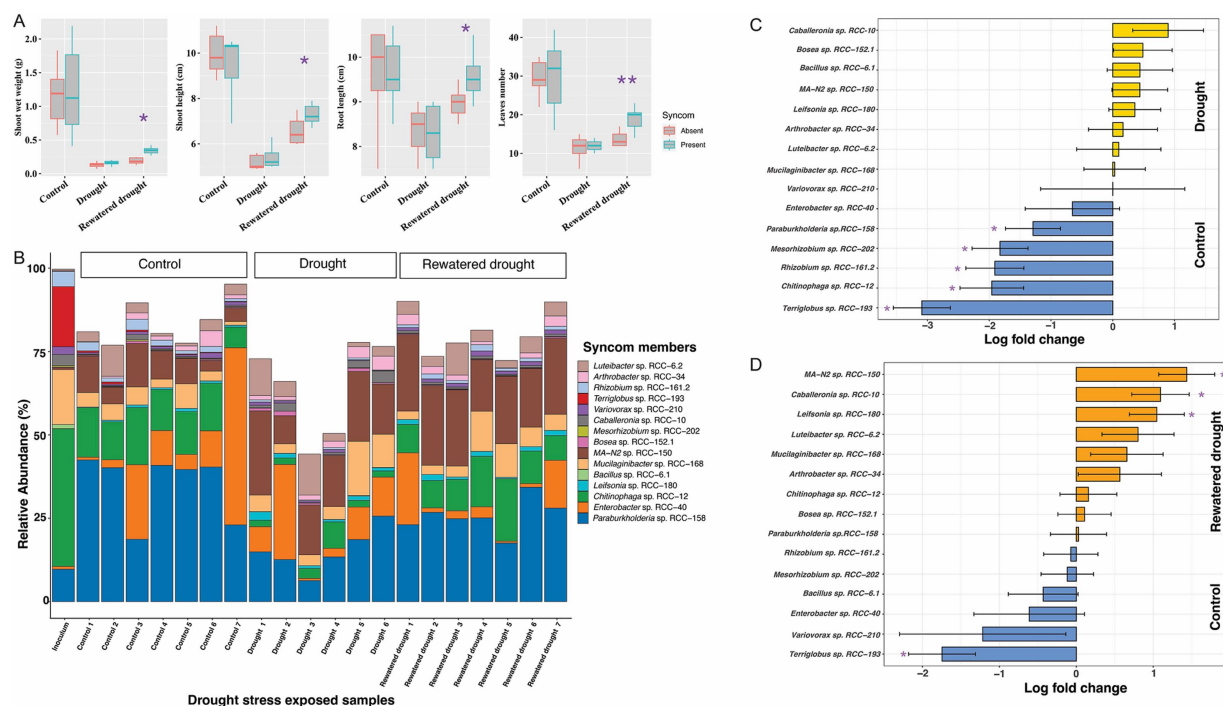 A
Shoot wet weight (g)
2.0
1.5
1.0
0.5
0.0
*
Control
Drought
Rewatered drought
Shoot height (cm)
10
8
6
*
Control
Drought
Rewatered drought
Root length (cm)
10
9
8
*
Control
Drought
Rewatered drought
Leaves number
40
30
20
10
**
Control
Drought
Rewatered drought
Syncom
Absent
Present
B
Control
Drought
Rewatered drought
Relative Abundance (%)
100
75
50
25
0
Inoculum
Control 1
Control 2
Control 3
Control 4
Control 5
Control 6
Control 7
Drought 1
Drought 2
Drought 3
Drought 4
Drought 5
Drought 6
Rewatered drought 1
Rewatered drought 2
Rewatered drought 3
Rewatered drought 4
Rewatered drought 5
Rewatered drought 6
Rewatered drought 7
Drought stress exposed samples
Syncom members
Luteibacter sp. RCC-6.2
Arthrobacter sp. RCC-34
Rhizobium sp. RCC-161.2
Terriglobus sp. RCC-193
Variovorax sp. RCC-210
Caballeronia sp. RCC-10
Mesorhizobium sp. RCC-202
Bosea sp. RCC-152.1
MA-N2 sp. RCC-150
Mucilaginibacter sp. RCC-168
Bacillus sp. RCC-6.1
Leifsonia sp. RCC-180
Chitinophaga sp. RCC-12
Enterobacter sp. RCC-40
Paraburkholderia sp. RCC-158
C
Caballeronia sp. RCC-10
Bosea sp. RCC-152.1
Bacillus sp. RCC-6.1
MA-N2 sp. RCC-150
Leifsonia sp. RCC-180
Arthrobacter sp. RCC-34
Luteibacter sp. RCC-6.2
Mucilaginibacter sp. RCC-168
Variovorax sp. RCC-210
Enterobacter sp. RCC-40
Paraburkholderia sp. RCC-158 *
Mesorhizobium sp. RCC-202 *
Rhizobium sp. RCC-161.2 *
Chitinophaga sp. RCC-12 *
Terriglobus sp. RCC-193 *
Drought
Control
-3 -2 -1 0 1
Log fold change
D
MA-N2 sp. RCC-150 *
Caballeronia sp. RCC-10 *
Leifsonia sp. RCC-180 *
Luteibacter sp. RCC-6.2
Mucilaginibacter sp. RCC-168
Arthrobacter sp. RCC-34
Chitinophaga sp. RCC-12
Bosea sp. RCC-152.1
Paraburkholderia sp. RCC-158
Rhizobium sp. RCC-161.2
Mesorhizobium sp. RCC-202
Bacillus sp. RCC-6.1
Enterobacter sp. RCC-40
Variovorax sp. RCC-210
Terriglobus sp. RCC-193 *
Rewatered drought
Control
-2 -1 0 1
Log fold change